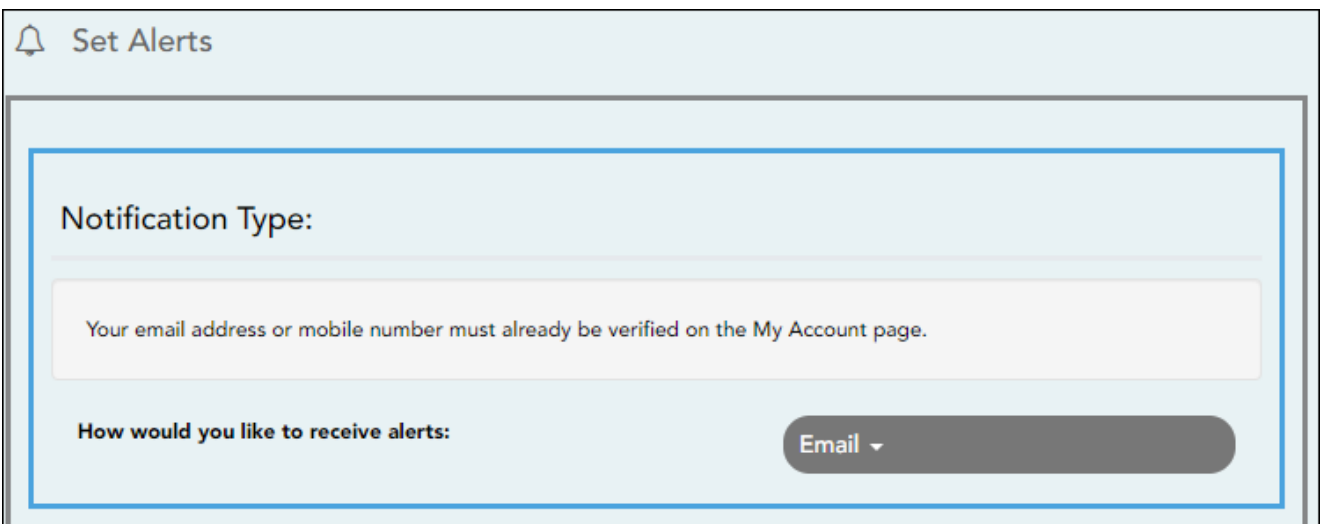 Set Alerts
Notification Type:
Your email address or mobile number must already be verified on the My Account page.
How would you like to receive alerts:
Email